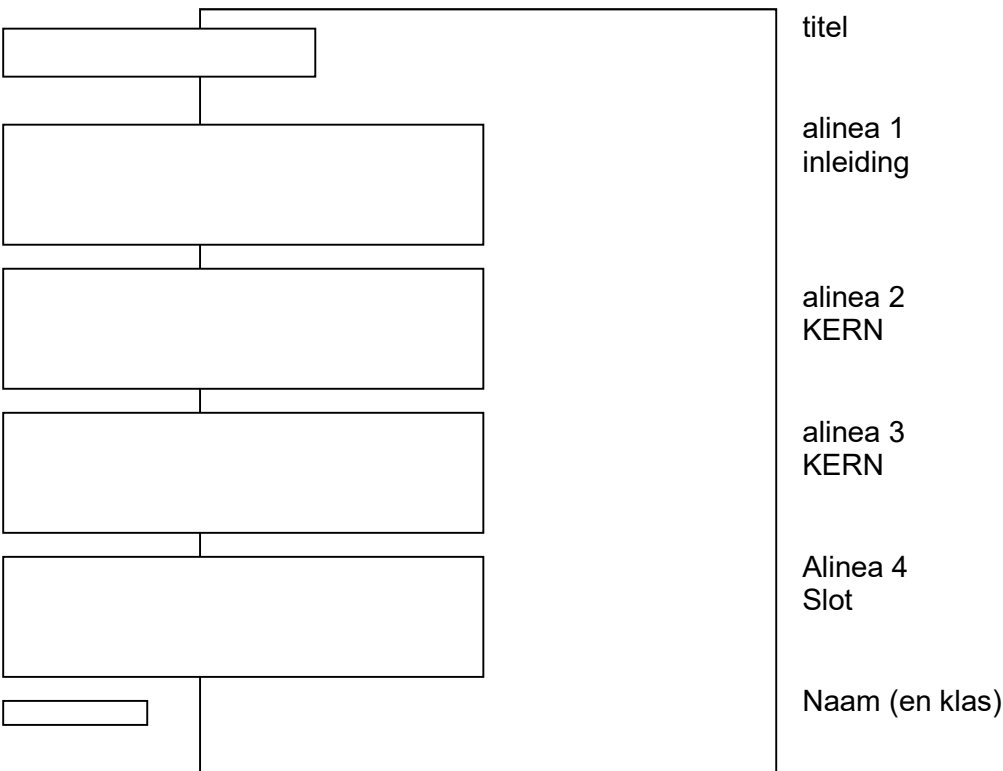 titel
alinea 1
inleiding
alinea 2
KERN
alinea 3
KERN
Alinea 4
Slot
Naam (en klas)